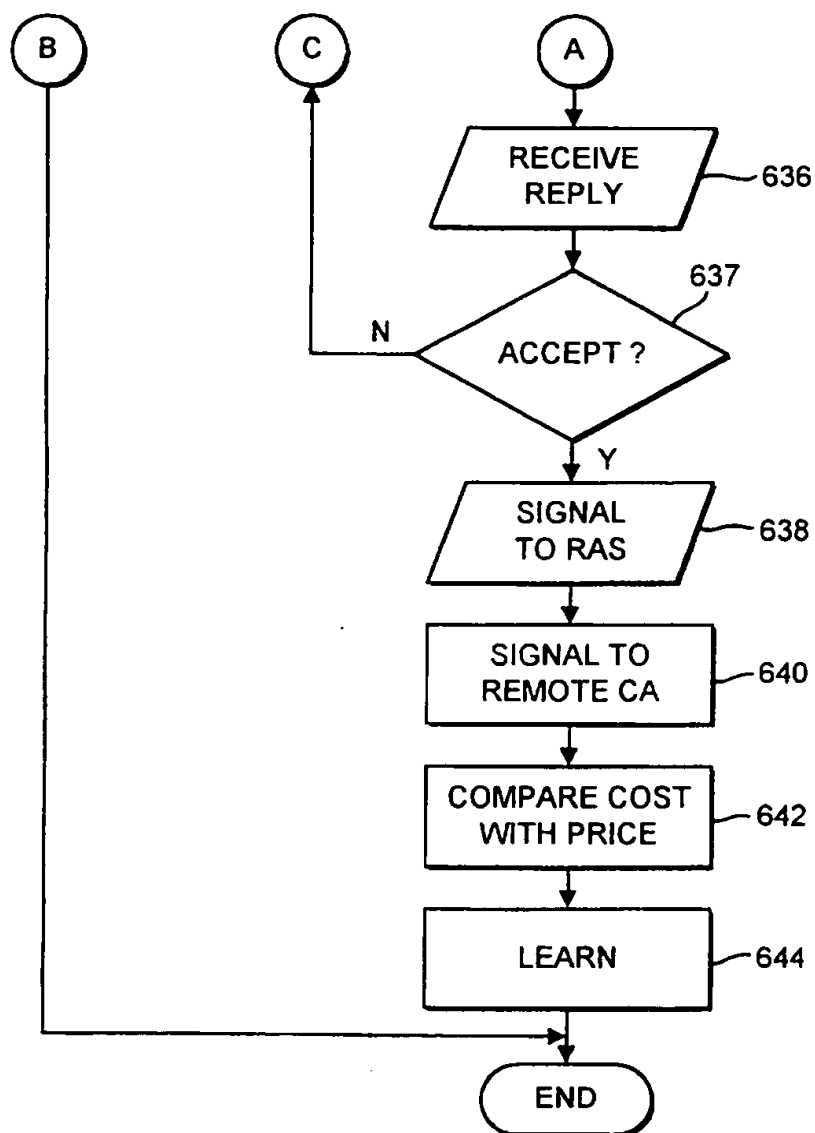 B
C
A
RECEIVE
REPLY
636
637
N
ACCEPT ?
Y
SIGNAL
TO RAS
638
SIGNAL TO
REMOTE CA
640
COMPARE COST
WITH PRICE
642
LEARN
644
END